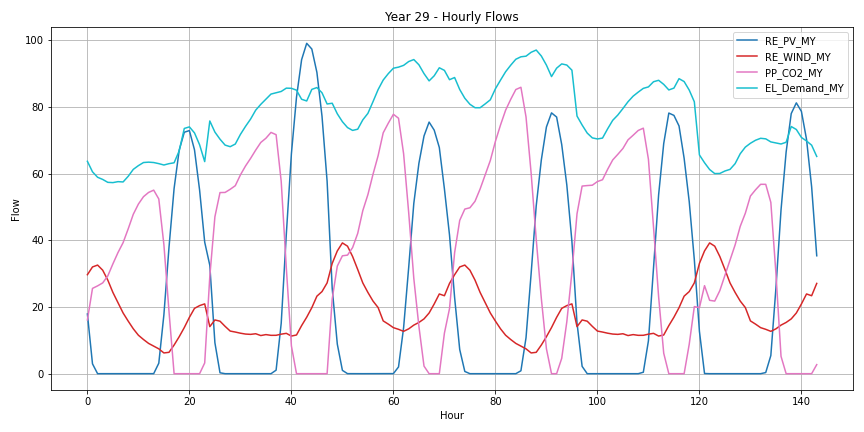 Year 29 - Hourly Flows
RE_PV_MY
RE_WIND_MY
PP_CO2_MY
EL_Demand_MY
Flow
100
80
60
40
20
0
0 20 40 60 80 100 120 140
Hour